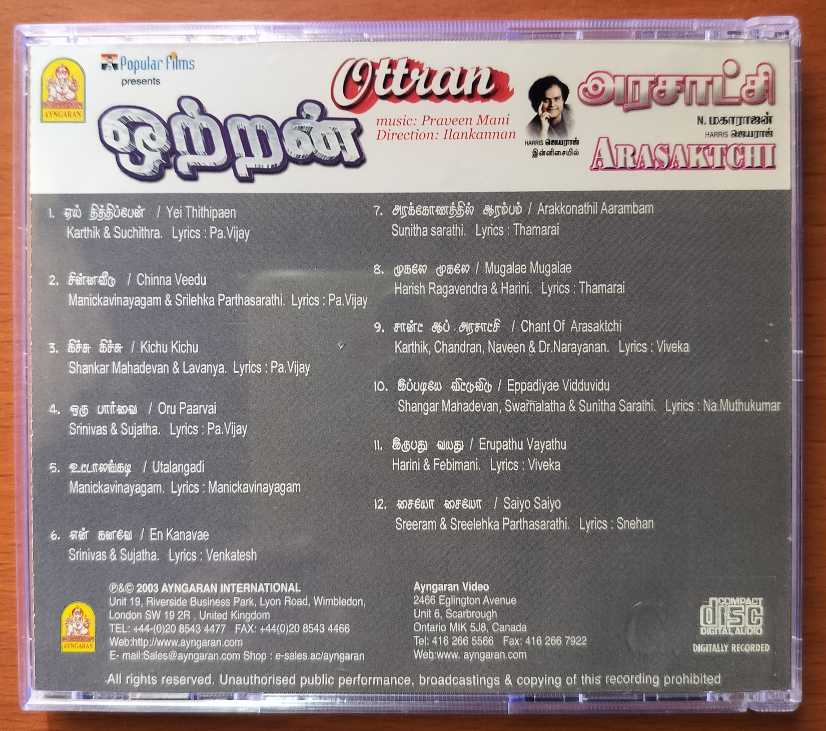 AYNGARAN
Popular Films
presents
ஒற்றன்
Ottran
music: Praveen Mani
Direction: Ilankannan
HARRIS ஜெயராஜ்
இன்னிசையில்
அரசாட்சி
N. மகாராஜன்
HARRIS ஜெயராஜ்
ARASAKTCHI
1. ஏய் தித்திப்பேன் / Yei Thithipaen
Karthik & Suchithra. Lyrics : Pa.Vijay
2. சின்னவீடு / Chinna Veedu
Manickavinayagam & Srilehka Parthasarathi. Lyrics : Pa.Vijay
3. கிச்சு கிச்சு / Kichu Kichu
Shankar Mahadevan & Lavanya. Lyrics : Pa.Vijay
4. ஒரு பார்வை / Oru Paarvai
Srinivas & Sujatha. Lyrics : Pa.Vijay
5. உட்டாலங்கடி / Utalangadi
Manickavinayagam. Lyrics : Manickavinayagam
6. என் கனவே / En Kanavae
Srinivas & Sujatha. Lyrics : Venkatesh
7. அரக்கோணத்தில் ஆரம்பம் / Arakkonathil Aarambam
Sunitha sarathi. Lyrics : Thamarai
8. முகலே முகலே / Mugalae Mugalae
Harish Ragavendra & Harini. Lyrics : Thamarai
9. சாண்ட் ஆப் அரசாட்சி / Chant Of Arasaktchi
Karthik, Chandran, Naveen & Dr.Narayanan. Lyrics : Viveka
10. இப்படியே விட்டுவிடு / Eppadiyae Vidduvidu
Shangar Mahadevan, Swarnalatha & Sunitha Sarathi. Lyrics : Na.Muthukumar
11. இருபது வயது / Erupathu Vayathu
Harini & Febimani. Lyrics : Viveka
12. சையோ சையோ / Saiyo Saiyo
Sreeram & Sreelehka Parthasarathi. Lyrics : Snehan
AYNGARAN
℗&© 2003 AYNGARAN INTERNATIONAL
Unit 19, Riverside Business Park, Lyon Road, Wimbledon,
London SW 19 2R . United Kingdom
TEL: +44-(0)20 8543 4477 FAX: +44(0)20 8543 4466
Web:http://www.ayngaran.com
E- mail:Sales@ayngaran.com Shop : e-sales.ac/ayngaran
Ayngaran Video
2466 Eglington Avenue
Unit 6, Scarbrough
Ontario MIK 5J8, Canada
Tel: 416 266 5566 Fax: 416 266 7922
Web:www. ayngaran.com
COMPACT
disc
DIGITAL AUDIO
DIGITALLY RECORDED
All rights reserved. Unauthorised public performance, broadcastings & copying of this recording prohibited